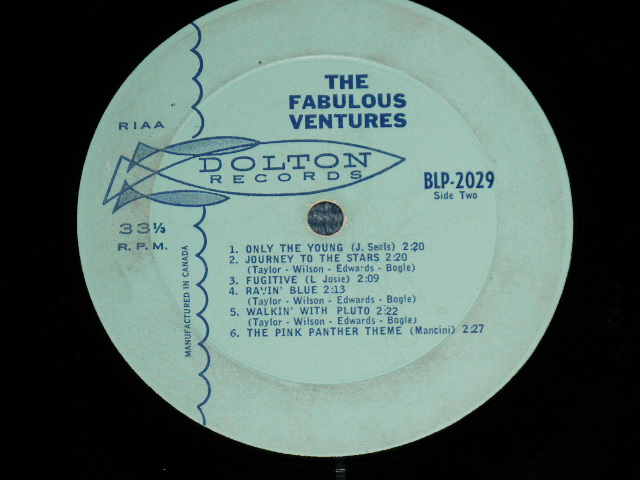 THE
FABULOUS
VENTURES
RIAA
DOLTON
RECORDS
BLP-2029
Side Two
33⅓
R.P.M.
MANUFACTURED IN CANADA
1. ONLY THE YOUNG (J. Seals) 2:20
2. JOURNEY TO THE STARS 2:20
(Taylor - Wilson - Edwards - Bogle)
3. FUGITIVE (L Josie) 2:09
4. RAVIN' BLUE 2:13
(Taylor - Wilson - Edwards - Bogle)
5. WALKIN' WITH PLUTO 2:22
(Taylor - Wilson - Edwards - Bogle)
6. THE PINK PANTHER THEME (Mancini) 2:27